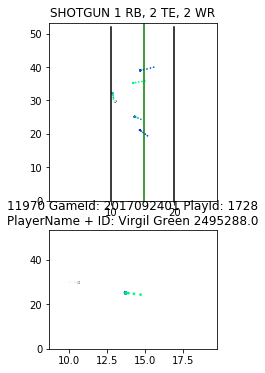 SHOTGUN 1 RB, 2 TE, 2 WR
50
40
30
20
10
0
10 20
11970 GameId: 2017092401 PlayId: 1728
PlayerName + ID: Virgil Green 2495288.0
40
20
0
10.0 12.5 15.0 17.5